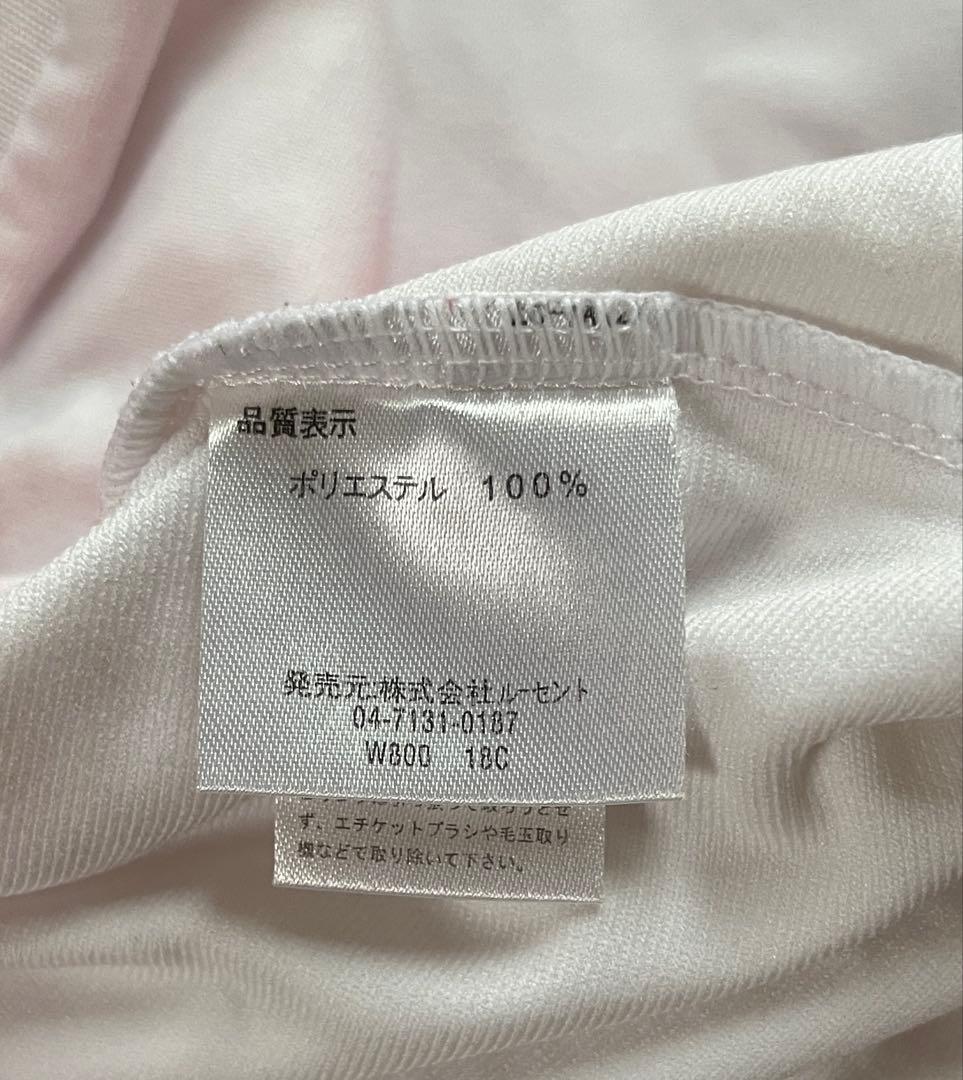 品質表示
ポリエステル 100%
発売元.株式会社ルーセント
04-7131-0187
W800 18C
ず、エチケットブラシや毛玉取り
機などで取り除いて下さい。